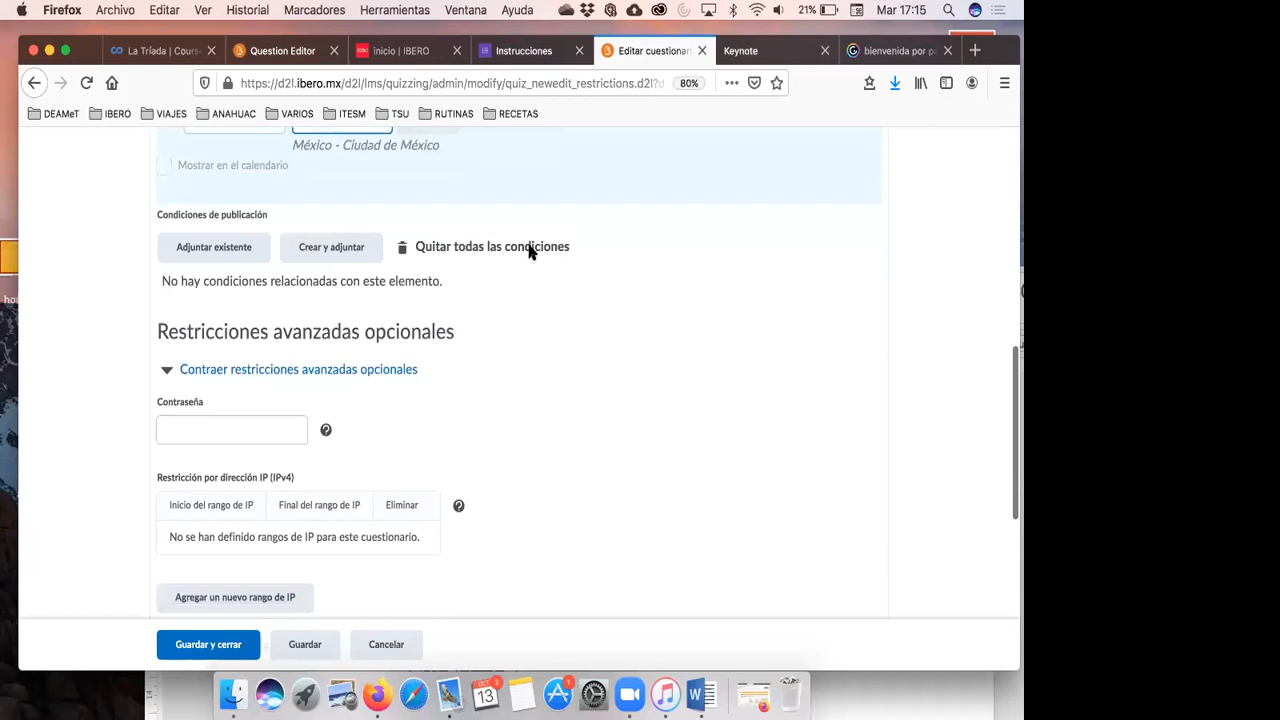 Firefox Archivo Editar Ver Historial Marcadores Herramientas Ventana Ayuda 21% Mar 17:15
La Tríada | Cours Question Editor inicio | IBERO Instrucciones Editar cuestionar Keynote bienvenida por pa
https://d2l.ibero.mx/d2l/lms/quizzing/admin/modify/quiz_newedit_restrictions.d2l?d 80%
DEAMeT IBERO VIAJES ANAHUAC VARIOS ITESM TSU RUTINAS RECETAS
México - Ciudad de México
Mostrar en el calendario
Condiciones de publicación
Adjuntar existente Crear y adjuntar Quitar todas las condiciones
No hay condiciones relacionadas con este elemento.
Restricciones avanzadas opcionales
Contraer restricciones avanzadas opcionales
Contraseña
Restricción por dirección IP (IPv4)
Inicio del rango de IP Final del rango de IP Eliminar
No se han definido rangos de IP para este cuestionario.
Agregar un nuevo rango de IP
Guardar y cerrar Guardar Cancelar
OCT 13 2 1